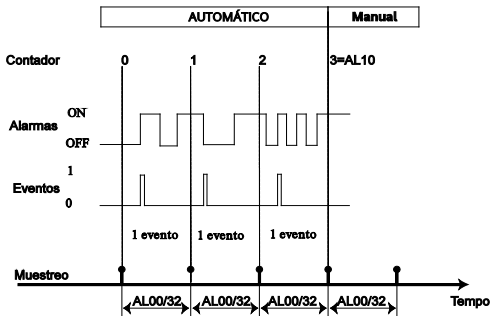 AUTOMÁTICO Manual
Contador 0 1 2 3=AL10
ON
Alarmas
OFF
1
Eventos
0
1 evento 1 evento 1 evento
Muestreo
AL00/32 AL00/32 AL00/32 AL00/32 Tempo